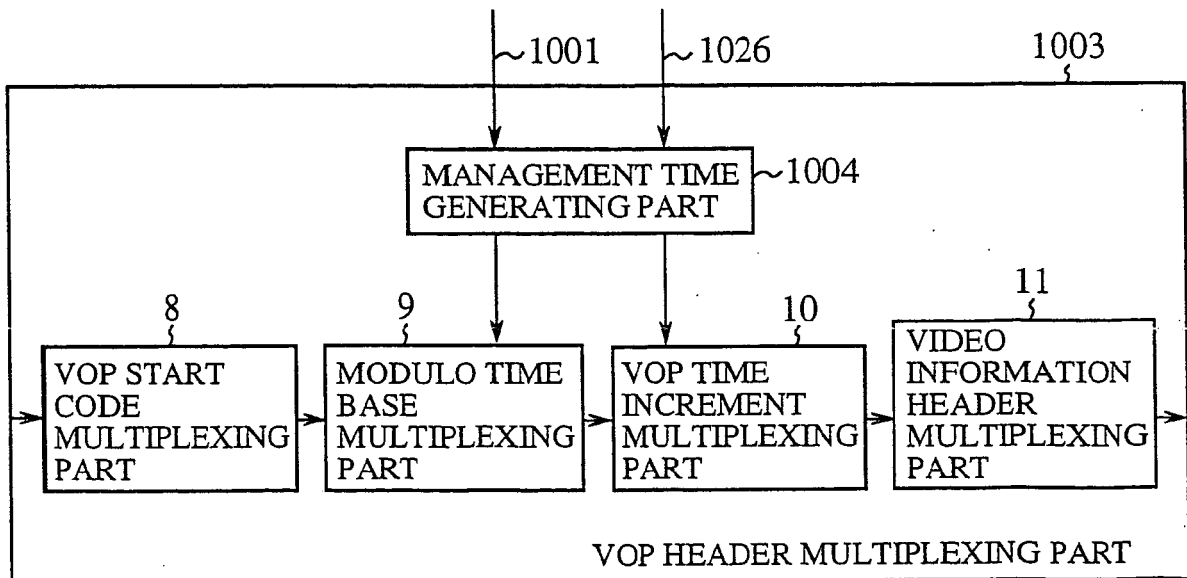 1001
1026
1003
MANAGEMENT TIME
GENERATING PART
1004
8
VOP START
CODE
MULTIPLEXING
PART
9
MODULO TIME
BASE
MULTIPLEXING
PART
10
VOP TIME
INCREMENT
MULTIPLEXING
PART
11
VIDEO
INFORMATION
HEADER
MULTIPLEXING
PART
VOP HEADER MULTIPLEXING PART